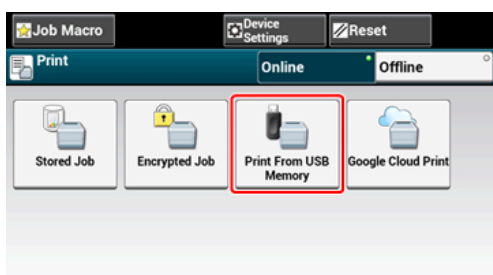 Job Macro
Device
Settings
Reset
Print
Online
Offline
Stored Job
Encrypted Job
Print From USB
Memory
Google Cloud Print